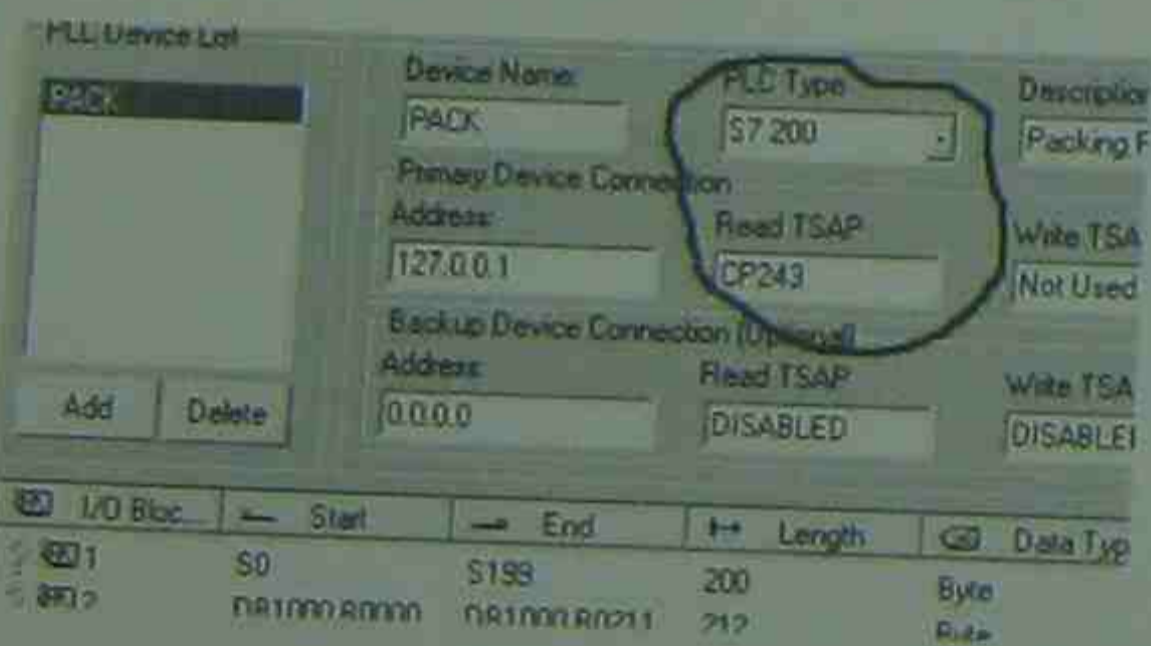 PLC Device List
PACK
Device Name:
PACK
PLC Type
S7 200
Description
Packing F
Primary Device Connection
Address:
127.0.0.1
Read TSAP
CP243
Write TSA
Not Used
Backup Device Connection (Optional)
Address:
0.0.0.0
Read TSAP
DISABLED
Write TSA
DISABLE
Add
Delete
I/O Bloc... Start End Length Data Typ
1 S0 S199 200 Byte
2 DB1000.B0000 DB1000.B0211 212 Byte